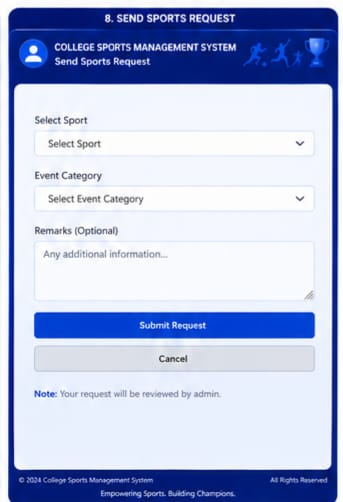 8. SEND SPORTS REQUEST
COLLEGE SPORTS MANAGEMENT SYSTEM
Send Sports Request
Select Sport
Select Sport
Event Category
Select Event Category
Remarks (Optional)
Any additional information...
Submit Request
Cancel
Note: Your request will be reviewed by admin.
© 2024 College Sports Management System
All Rights Reserved
Empowering Sports. Building Champions.